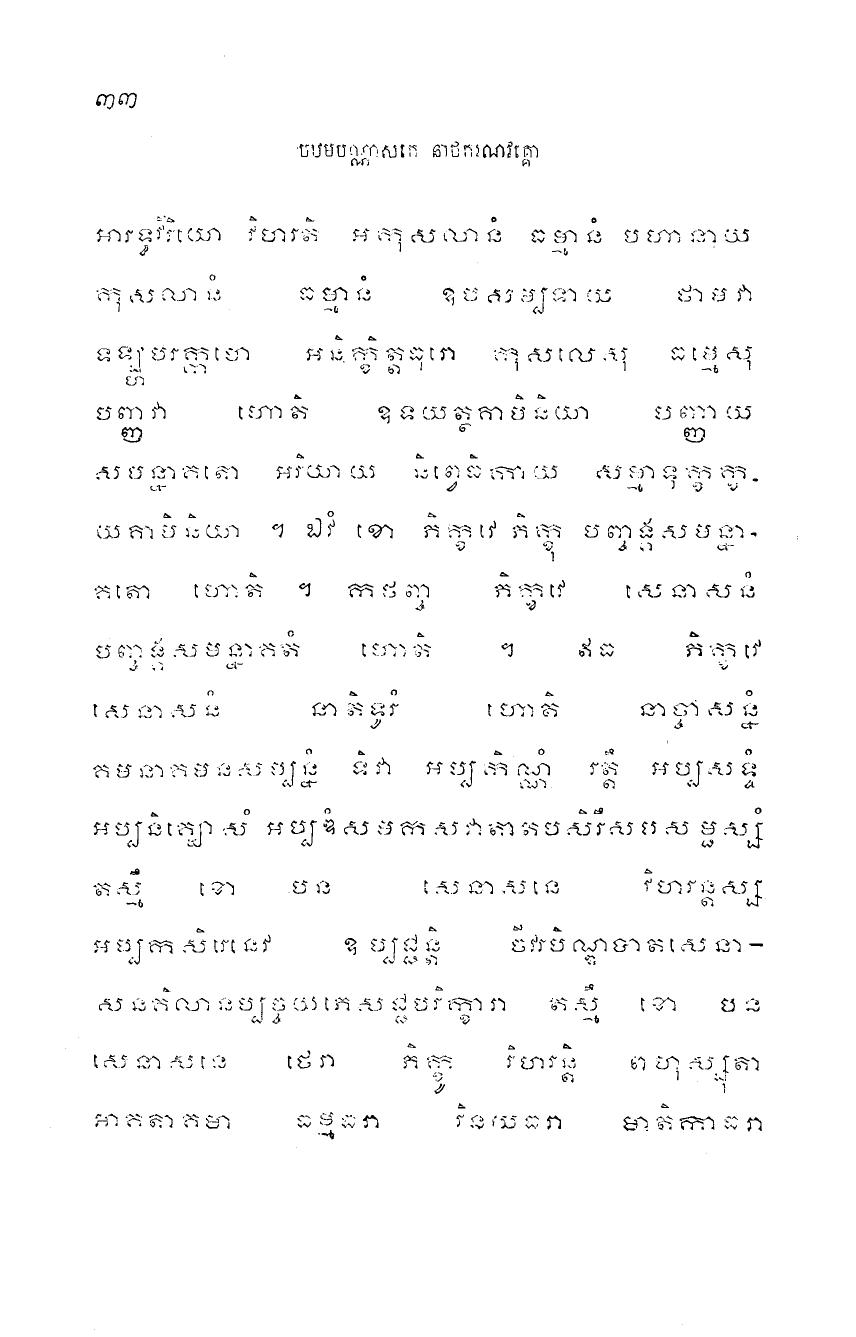 ៣៣
បឋមបណ្ណាសកេ នាថករណវគ្គោ
អារទ្ធវីរិយោ វិហរតិ អកុសលានំ ធម្មានំ បហានាយ
កុសលានំ ធម្មានំ ឧបសម្បទាយ ថាមវា
ទឡ្ហបរក្កមោ អនិក្ខិត្តធុរោ កុសលេសុ ធម្មេសុ
បញ្ញវា ហោតិ ឧទយត្ថគាមិនិយា បញ្ញាយ
សមន្នាគតោ អរិយាយ និព្វេធិកាយ សម្មាទុក្ខក្ខ-
យគាមិនិយា ។ ឯវំ ខោ ភិក្ខវេ ភិក្ខុ បញ្ចង្គសមន្នា-
គតោ ហោតិ ។ កថញ្ច ភិក្ខវេ សេនាសនំ
បញ្ចង្គសមន្នាគតំ ហោតិ ។ ឥធ ភិក្ខវេ
សេនាសនំ នាតិទូរំ ហោតិ នាច្ចាសន្នំ
គមនាគមនសម្បន្នំ ទិវា អប្បកិណ្ណំ រត្តឹ អប្បសទ្ទំ
អប្បនិគ្ឃោសំ អប្បឌំសមកសវាតាតបសិរឹសបសម្ផស្សំ
តស្មឹ ខោ បន សេនាសនេ វិហរន្តស្ស
អប្បកសិរេនេវ ឧប្បជ្ជន្តិ ចីវរបិណ្ឌបាតសេនា-
សនគិលានប្បច្ចយភេសជ្ជបរិក្ខារា តស្មឹ ខោ បន
សេនាសនេ ថេរា ភិក្ខូ វិហរន្តិ ពហុស្សុតា
អាគតាគមា ធម្មធរា វិនយធរា មាតិកាធរា